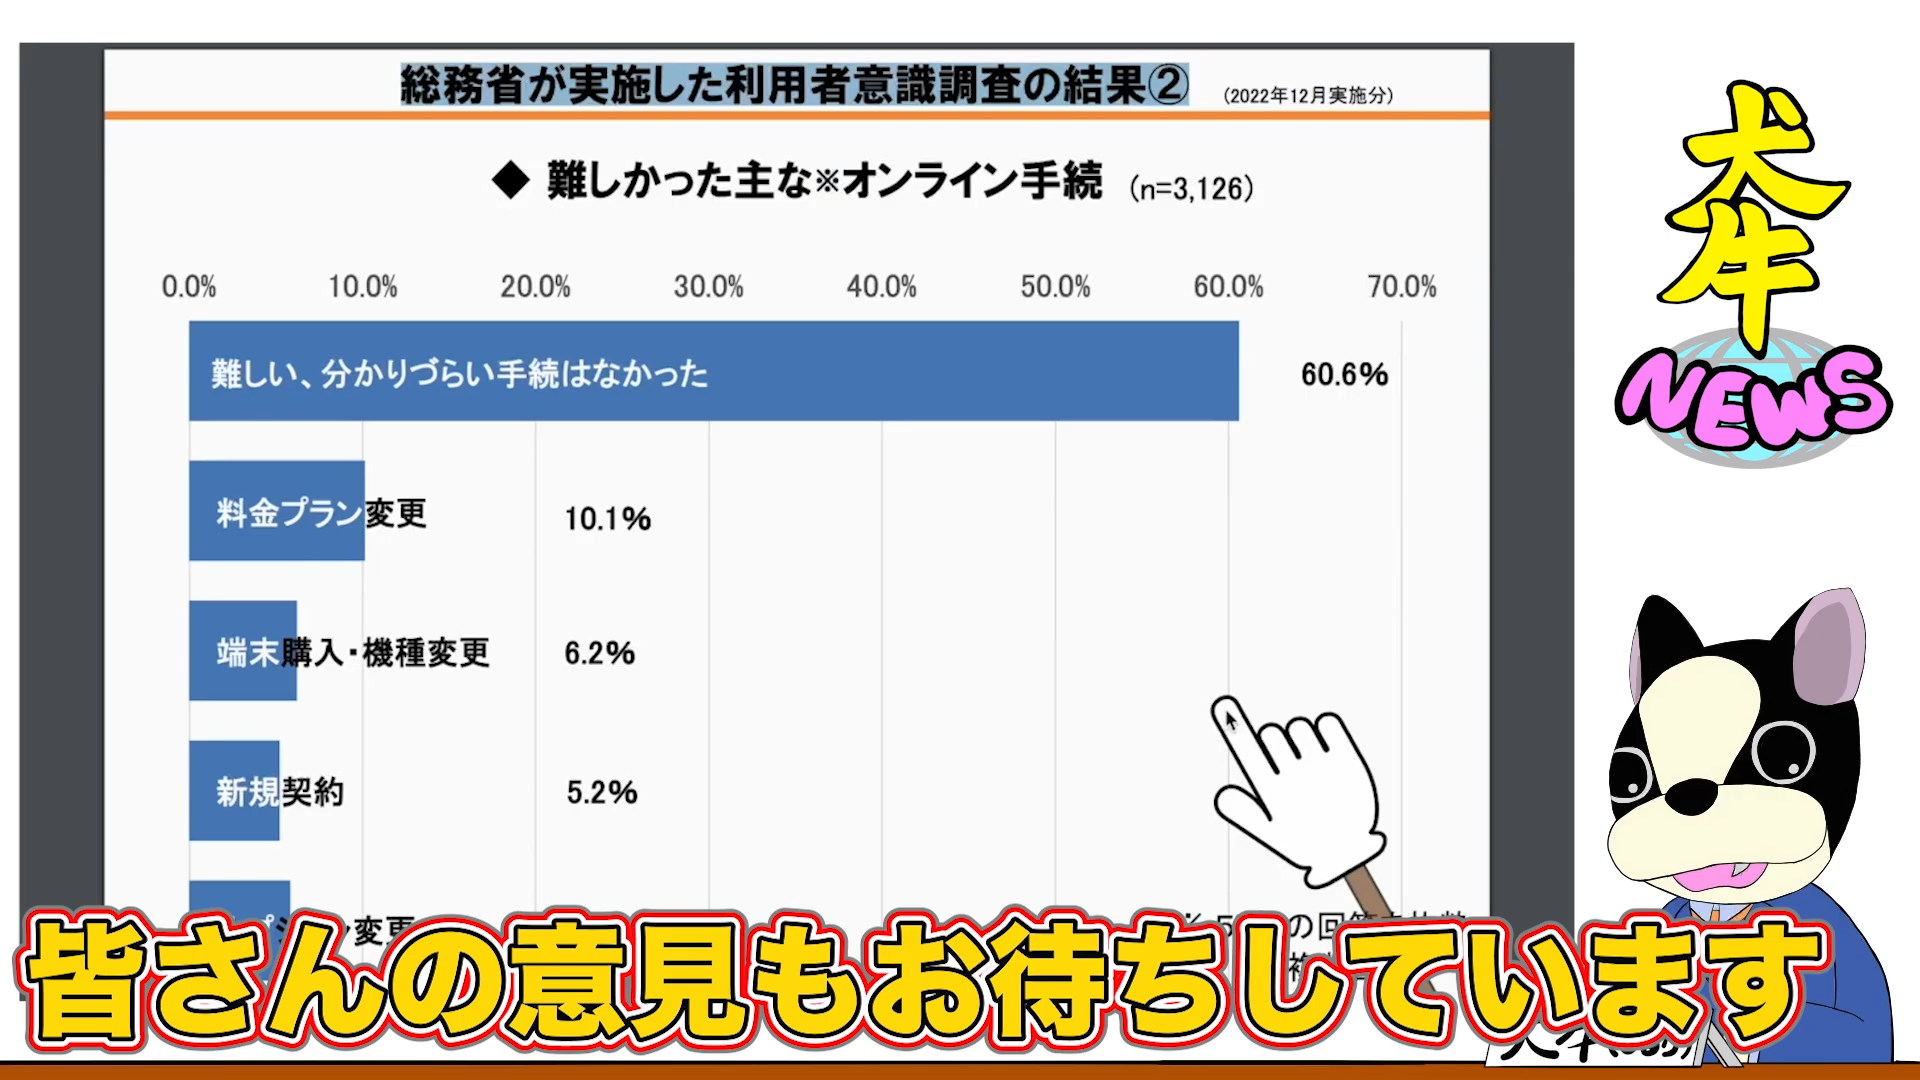 総務省が実施した利用者意識調査の結果② (2022年12月実施分)
◆ 難しかった主な※オンライン手続 (n=3,126)
0.0% 10.0% 20.0% 30.0% 40.0% 50.0% 60.0% 70.0%
難しい、分かりづらい手続はなかった 60.6%
料金プラン変更 10.1%
端末購入・機種変更 6.2%
新規契約 5.2%
変更
皆さんの意見もお待ちしています
犬牛
NEWS